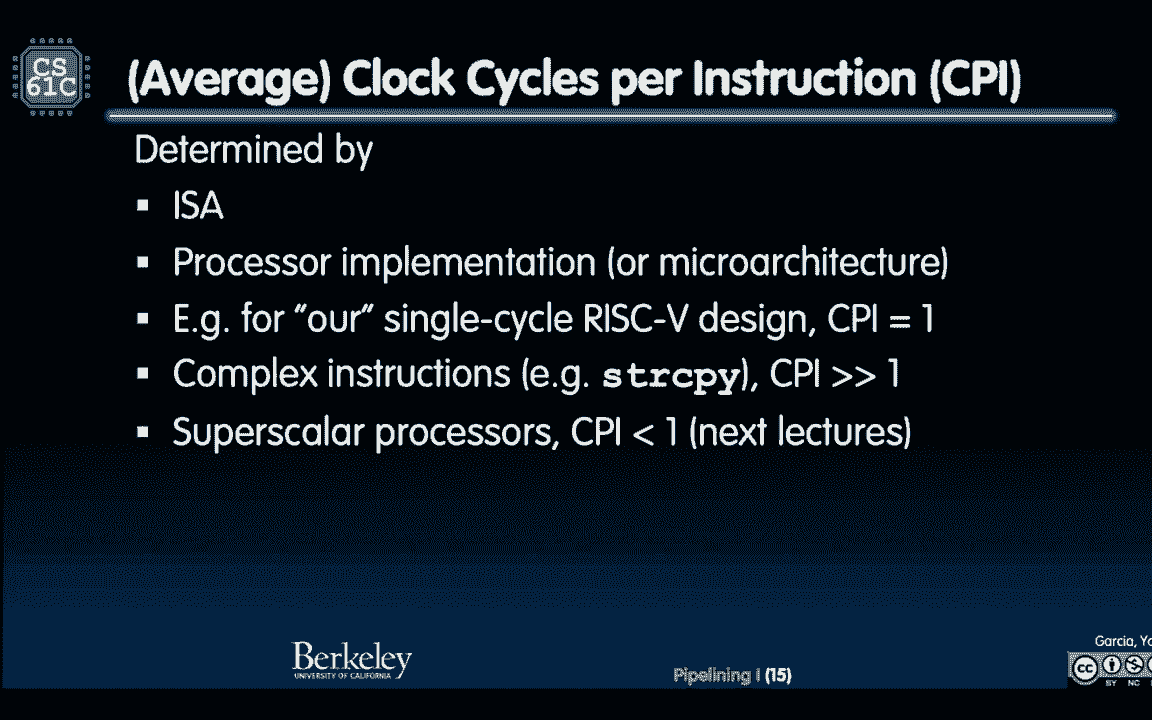 CS
61C
(Average) Clock Cycles per Instruction (CPI)
Determined by
▪ ISA
▪ Processor implementation (or microarchitecture)
▪ E.g. for “our” single-cycle RISC-V design, CPI = 1
▪ Complex instructions (e.g. strcpy), CPI >> 1
▪ Superscalar processors, CPI < 1 (next lectures)
Berkeley
UNIVERSITY OF CALIFORNIA
Pipelining I (15)
Garcia,
cc
BY NC